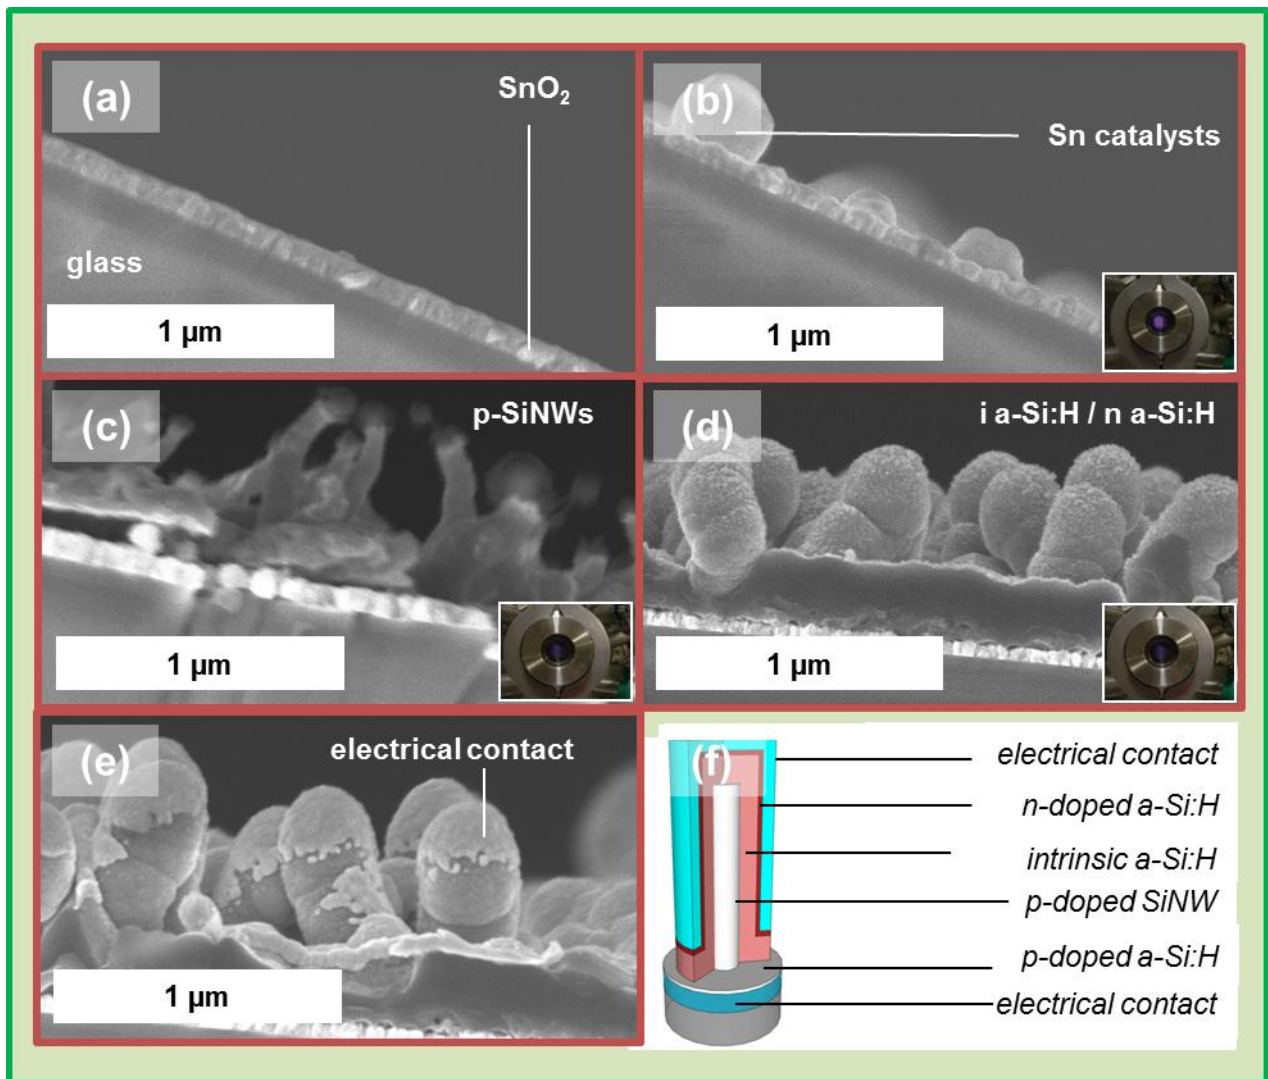 (a)
SnO₂
glass
1 µm
(b)
Sn catalysts
1 µm
(c)
p-SiNWs
1 µm
(d)
i a-Si:H / n a-Si:H
1 µm
(e)
electrical contact
1 µm
(f)
electrical contact
n-doped a-Si:H
intrinsic a-Si:H
p-doped SiNW
p-doped a-Si:H
electrical contact